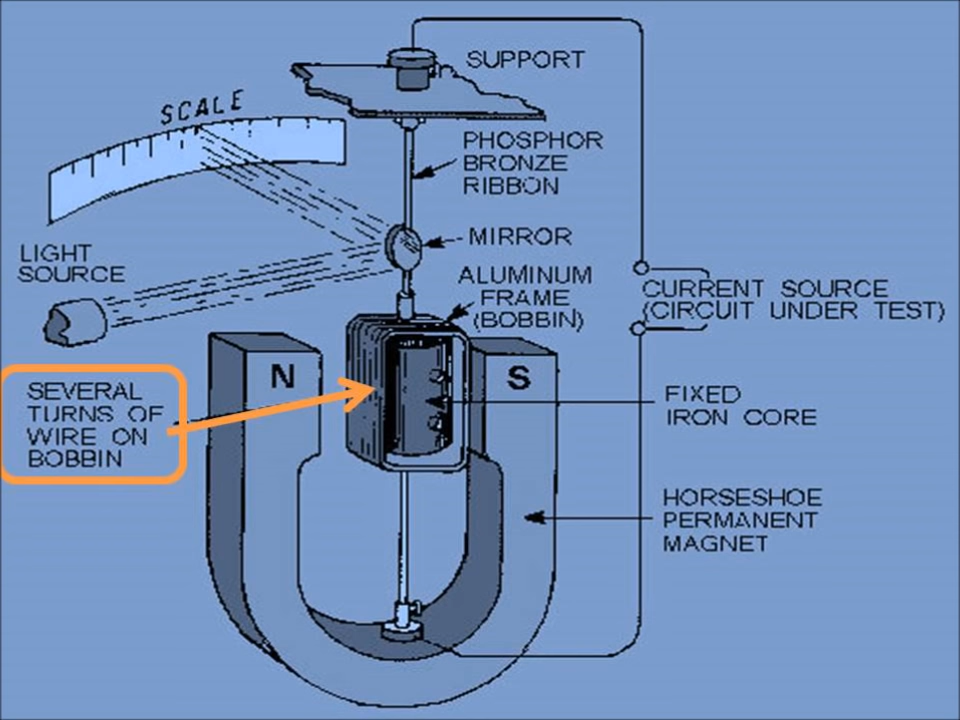 SUPPORT
SCALE
PHOSPHOR
BRONZE
RIBBON
MIRROR
LIGHT
SOURCE
ALUMINUM
FRAME
(BOBBIN)
CURRENT SOURCE
(CIRCUIT UNDER TEST)
N
S
SEVERAL
TURNS OF
WIRE ON
BOBBIN
FIXED
IRON CORE
HORSESHOE
PERMANENT
MAGNET